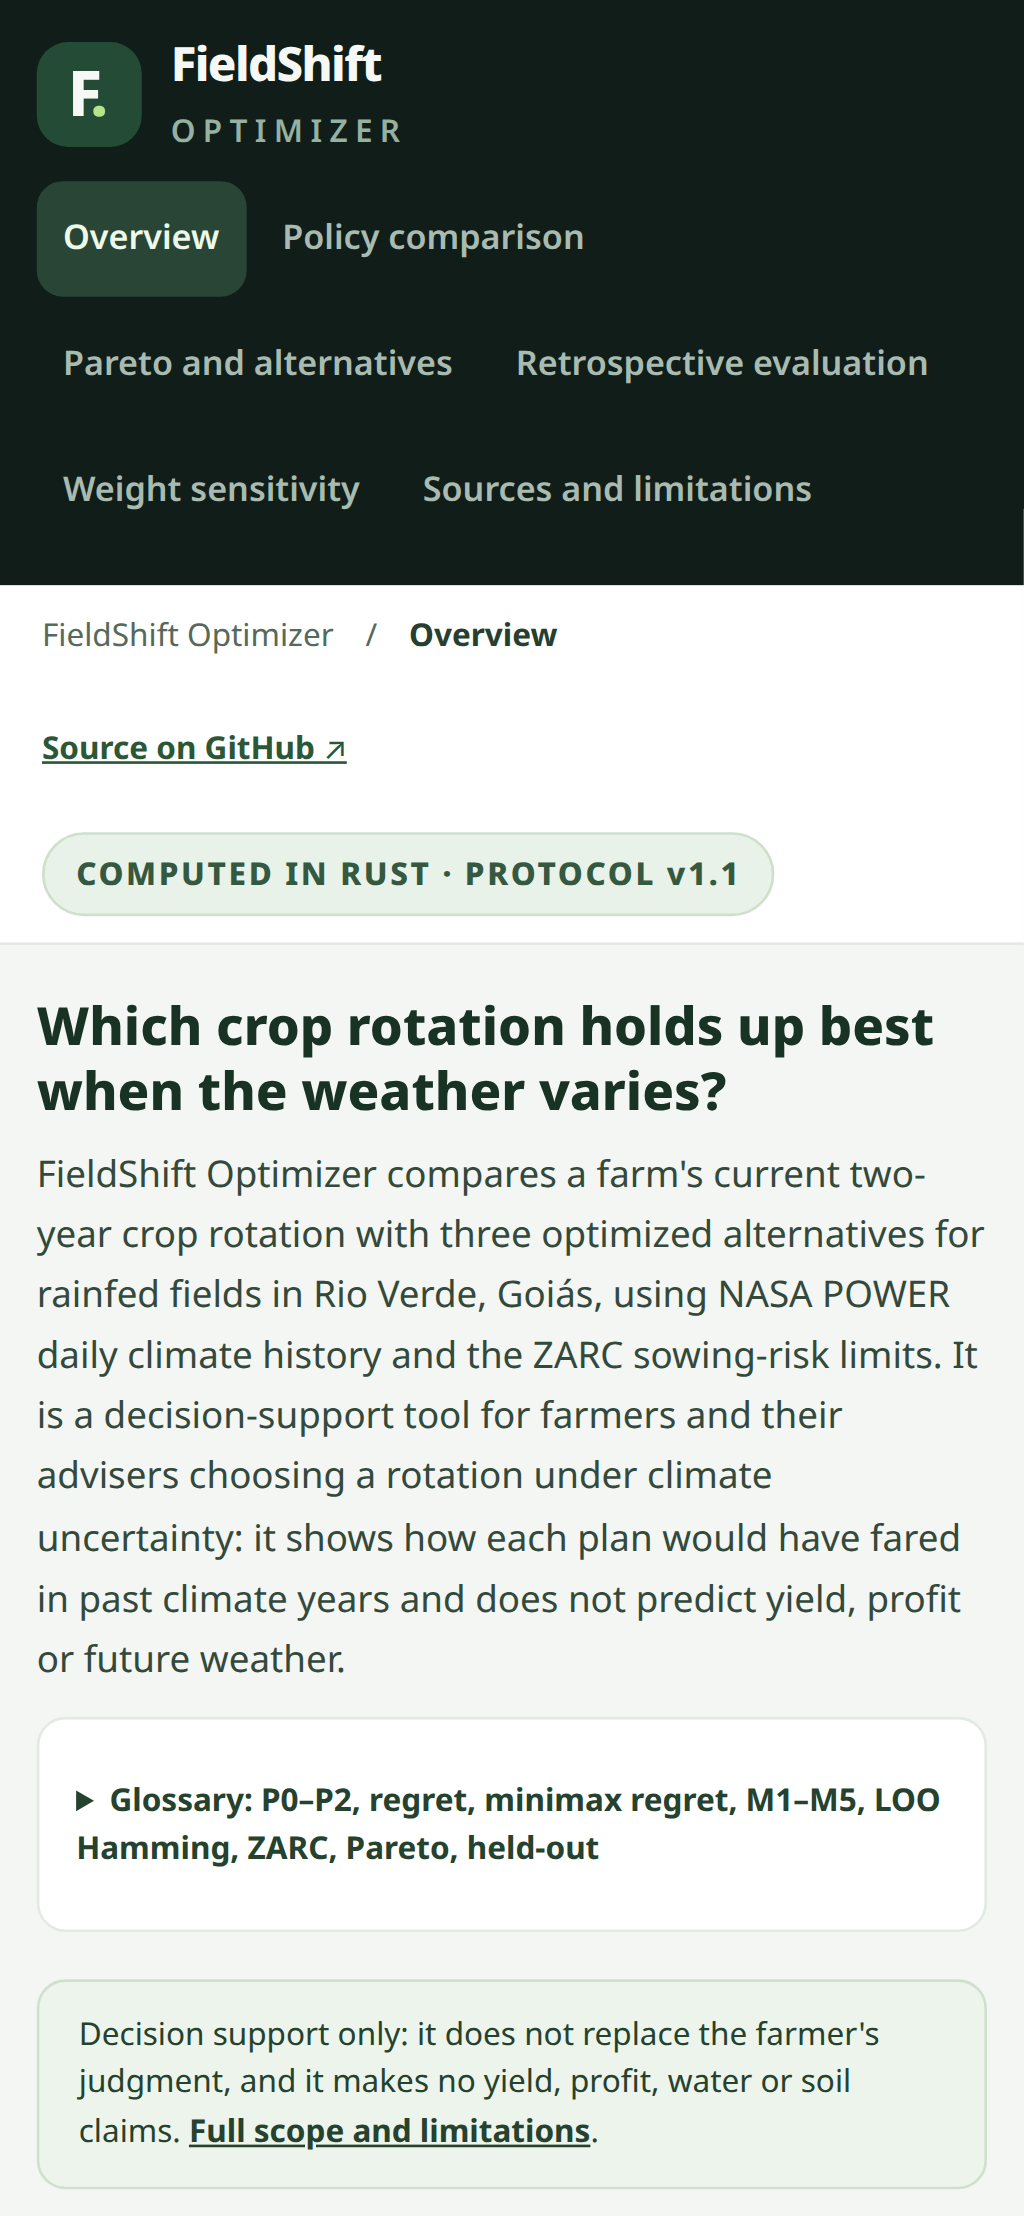 F.
FieldShift
OPTIMIZER
Overview
Policy comparison
Pareto and alternatives
Retrospective evaluation
Weight sensitivity
Sources and limitations
FieldShift Optimizer / Overview
Source on GitHub ↗
COMPUTED IN RUST · PROTOCOL v1.1
Which crop rotation holds up best
when the weather varies?
FieldShift Optimizer compares a farm's current two-
year crop rotation with three optimized alternatives for
rainfed fields in Rio Verde, Goiás, using NASA POWER
daily climate history and the ZARC sowing-risk limits. It
is a decision-support tool for farmers and their
advisers choosing a rotation under climate
uncertainty: it shows how each plan would have fared
in past climate years and does not predict yield, profit
or future weather.
▶ Glossary: P0–P2, regret, minimax regret, M1–M5, LOO
Hamming, ZARC, Pareto, held-out
Decision support only: it does not replace the farmer's
judgment, and it makes no yield, profit, water or soil
claims. Full scope and limitations.